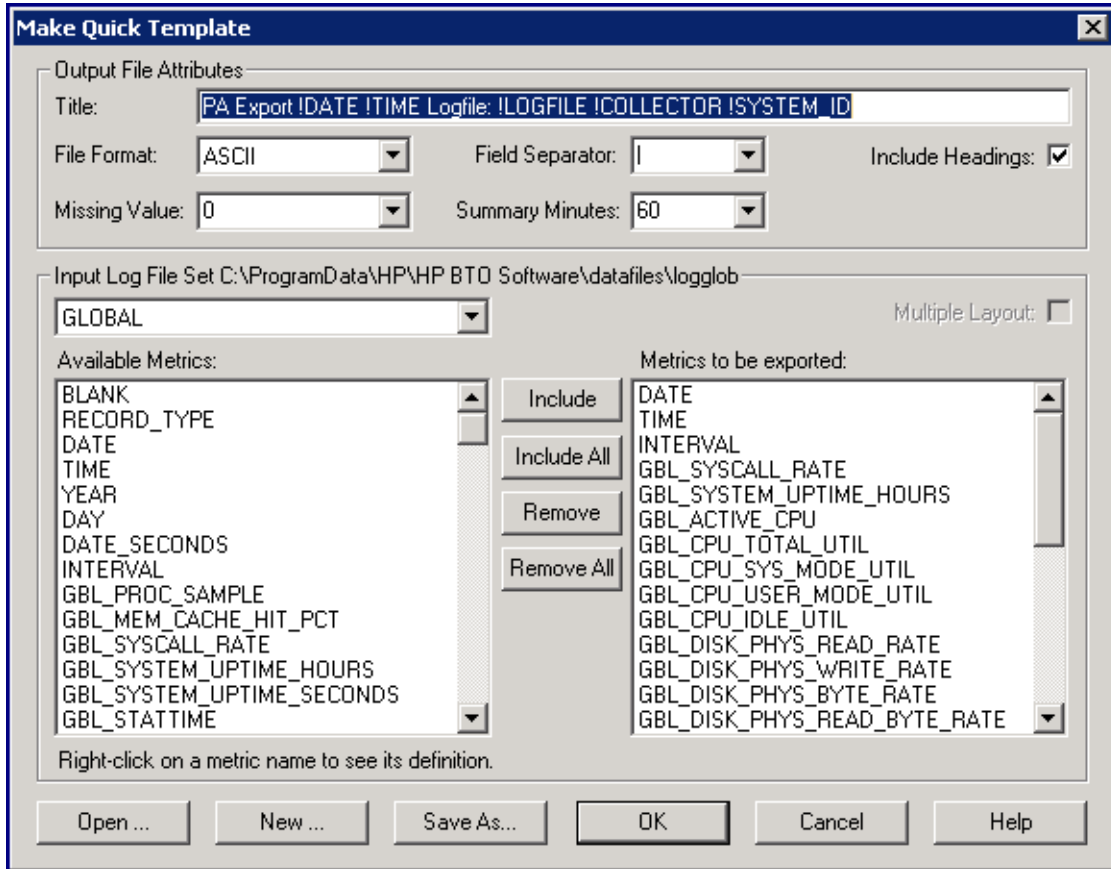 Make Quick Template
Output File Attributes
Title: PA Export !DATE !TIME Logfile: !LOGFILE !COLLECTOR !SYSTEM_ID
File Format: ASCII Field Separator: | Include Headings:
Missing Value: 0 Summary Minutes: 60
Input Log File Set C:\ProgramData\HP\HP BTO Software\datafiles\logglob
GLOBAL Multiple Layout:
Available Metrics:
BLANK
RECORD_TYPE
DATE
TIME
YEAR
DAY
DATE_SECONDS
INTERVAL
GBL_PROC_SAMPLE
GBL_MEM_CACHE_HIT_PCT
GBL_SYSCALL_RATE
GBL_SYSTEM_UPTIME_HOURS
GBL_SYSTEM_UPTIME_SECONDS
GBL_STATTIME
Include
Include All
Remove
Remove All
Metrics to be exported:
DATE
TIME
INTERVAL
GBL_SYSCALL_RATE
GBL_SYSTEM_UPTIME_HOURS
GBL_ACTIVE_CPU
GBL_CPU_TOTAL_UTIL
GBL_CPU_SYS_MODE_UTIL
GBL_CPU_USER_MODE_UTIL
GBL_CPU_IDLE_UTIL
GBL_DISK_PHYS_READ_RATE
GBL_DISK_PHYS_WRITE_RATE
GBL_DISK_PHYS_BYTE_RATE
GBL_DISK_PHYS_READ_BYTE_RATE
Right-click on a metric name to see its definition.
Open ... New ... Save As... OK Cancel Help